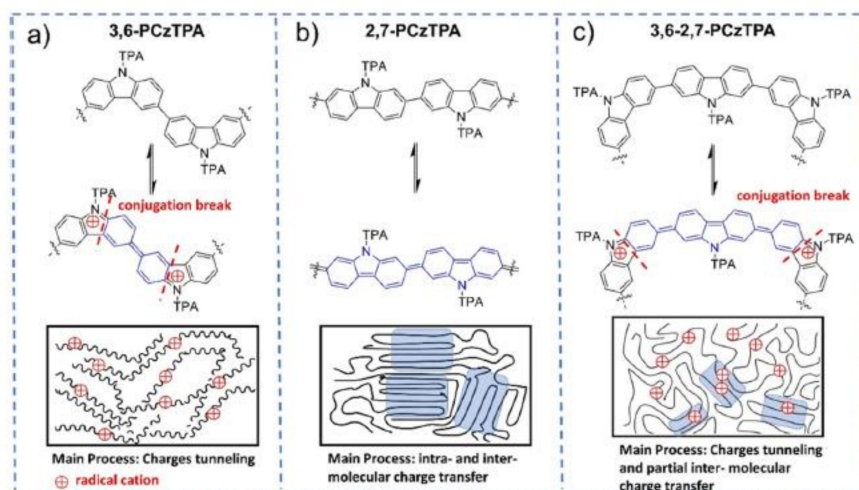 a)
3,6-PCzTPA
TPA
N
N
TPA
TPA
N
conjugation break
N
TPA
Main Process: Charges tunneling
radical cation
b)
2,7-PCzTPA
TPA
N
N
TPA
TPA
N
N
TPA
Main Process: intra- and inter-
molecular charge transfer
c)
3,6-2,7-PCzTPA
TPA
N
N
TPA
N
TPA
conjugation break
TPA
N
N
TPA
N
TPA
Main Process: Charges tunneling
and partial inter- molecular
charge transfer